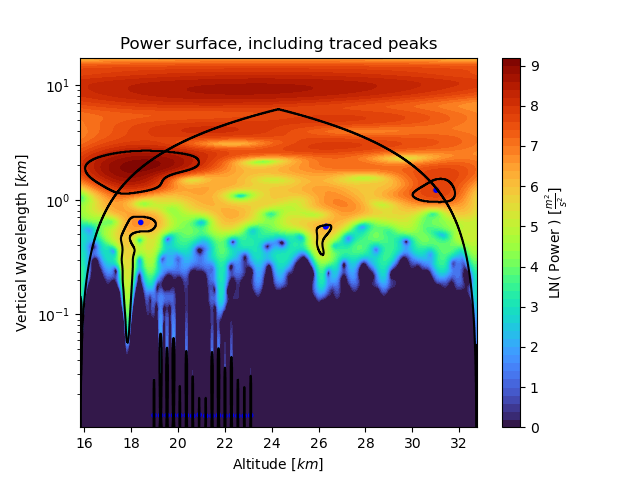 Power surface, including traced peaks
Vertical Wavelength [km]
10¹
10⁰
10⁻¹
16 18 20 22 24 26 28 30 32
Altitude [km]
9
8
7
6
5
4
3
2
1
0
LN( Power ) [m²/s²]